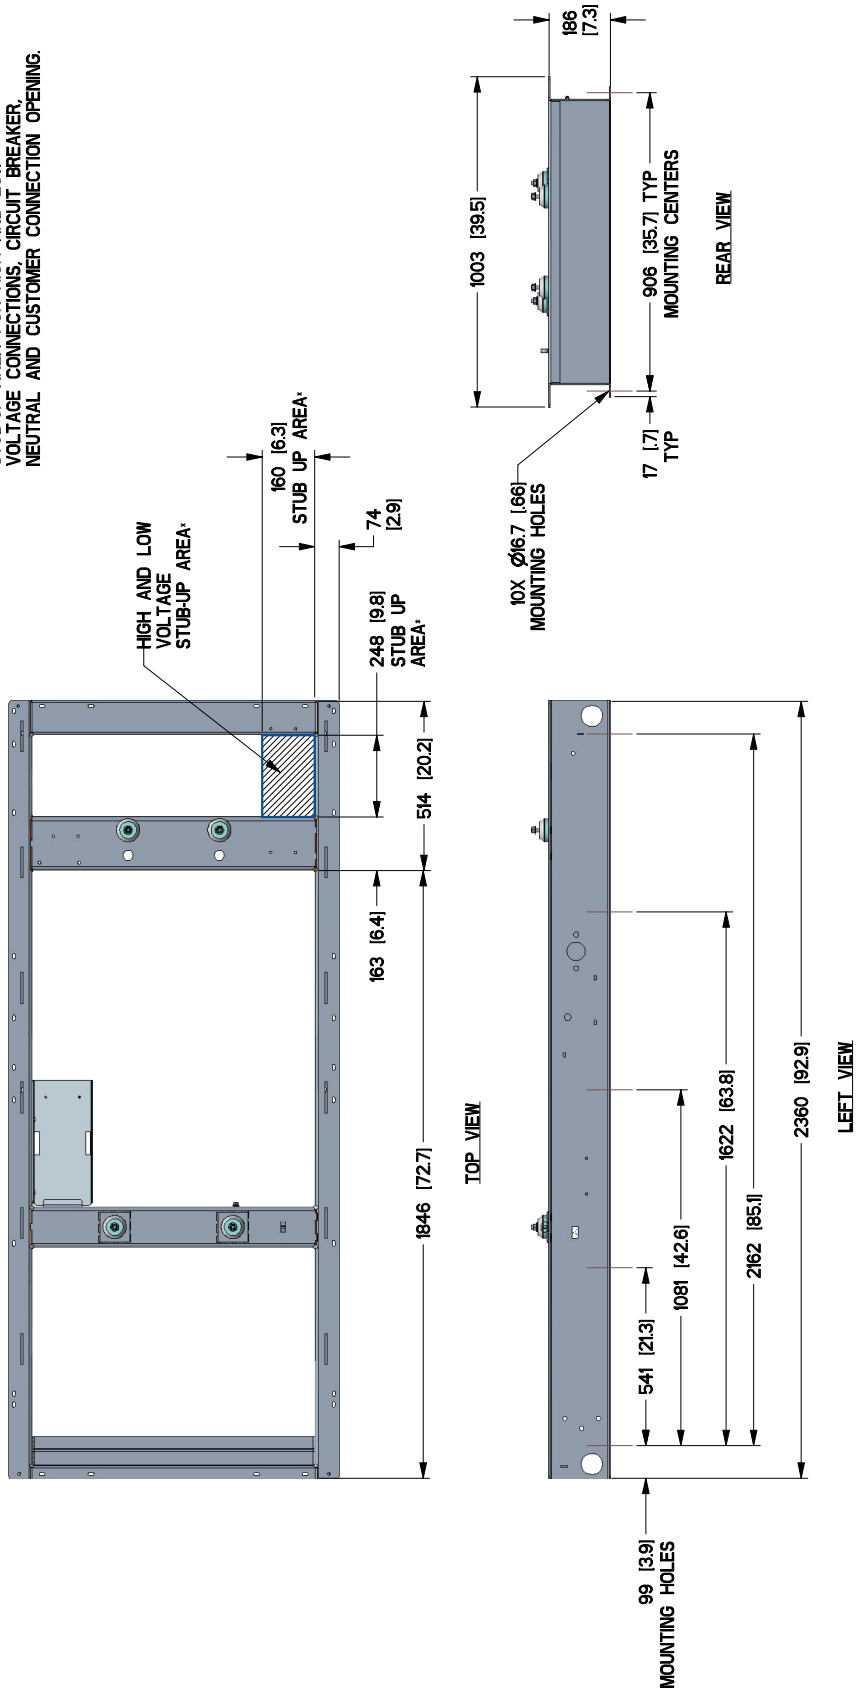 VOLTAGE CONNECTIONS, CIRCUIT BREAKER,
NEUTRAL AND CUSTOMER CONNECTION OPENING.
HIGH AND LOW
VOLTAGE
STUB-UP AREA*
160 [6.3]
STUB UP AREA*
74
[2.9]
248 [9.8]
STUB UP
AREA*
514 [20.2]
163 [6.4]
1846 [72.7]
TOP VIEW
186
[7.3]
1003 [39.5]
906 [35.7] TYP
MOUNTING CENTERS
17 [.7]
TYP
10X Ø16.7 [.66]
MOUNTING HOLES
REAR VIEW
99 [3.9]
MOUNTING HOLES
541 [21.3]
1081 [42.6]
1622 [63.8]
2162 [85.1]
2360 [92.9]
LEFT VIEW